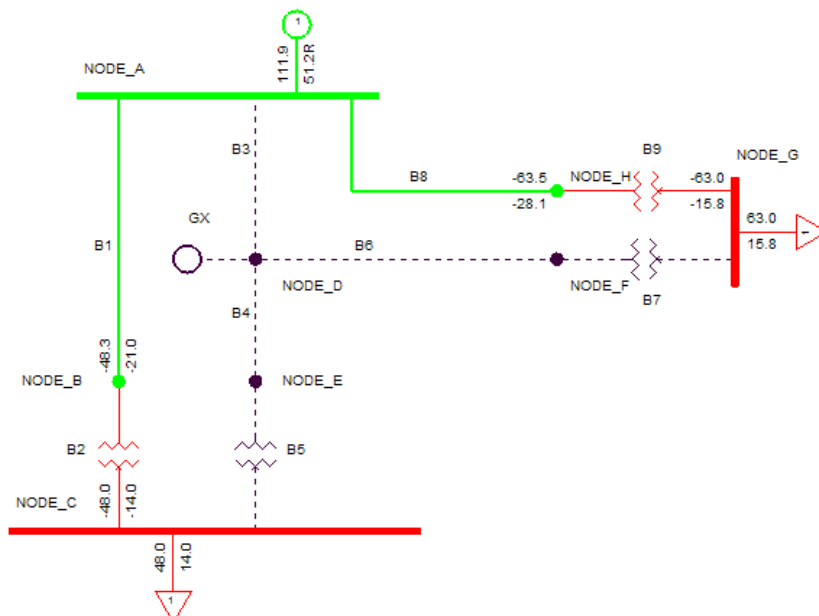 1
111.9
51.2R
NODE_A
B3
B9
NODE_G
B8
-63.5
-28.1
NODE_H
-63.0
-15.8
63.0
15.8
1
GX
B1
B6
NODE_D
NODE_F
B7
B4
-48.3
-21.0
NODE_B
NODE_E
B2
B5
-48.0
-14.0
NODE_C
48.0
14.0
1